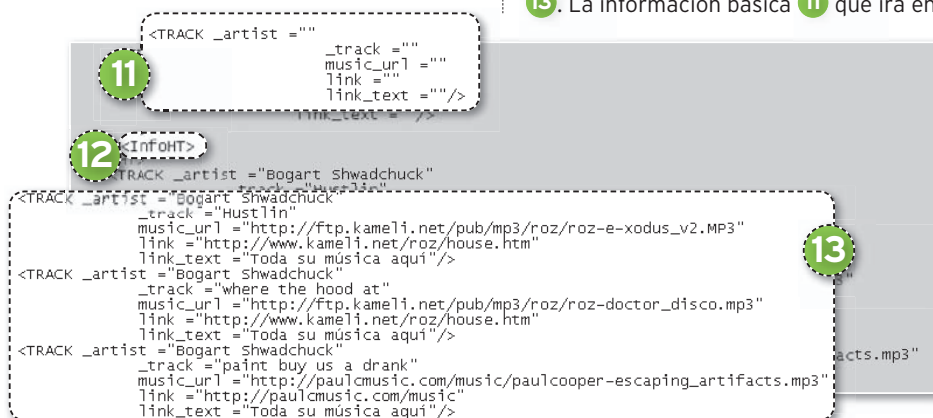 13. La información básica 11 que irá en
<TRACK _artist =""
_track =""
music_url =""
link =""
link_text =""/>
11
link_text = />
12
<InfoHT>
TRACK _artist ="Bogart Shwadchuck"
track ="Hustlin"
<TRACK _artist ="Bogart Shwadchuck"
_track ="Hustlin"
music_url ="http://ftp.kameli.net/pub/mp3/roz/roz-e-xodus_v2.MP3"
link ="http://www.kameli.net/roz/house.htm"
link_text ="Toda su música aquí"/>
<TRACK _artist ="Bogart Shwadchuck"
_track ="where the hood at"
music_url ="http://ftp.kameli.net/pub/mp3/roz/roz-doctor_disco.mp3"
link ="http://www.kameli.net/roz/house.htm"
link_text ="Toda su música aquí"/>
<TRACK _artist ="Bogart Shwadchuck"
_track ="paint buy us a drank"
music_url ="http://paulcmusic.com/music/paulcooper-escaping_artifacts.mp3"
link ="http://paulcmusic.com/music"
link_text ="Toda su música aquí"/>
13
acts.mp3"